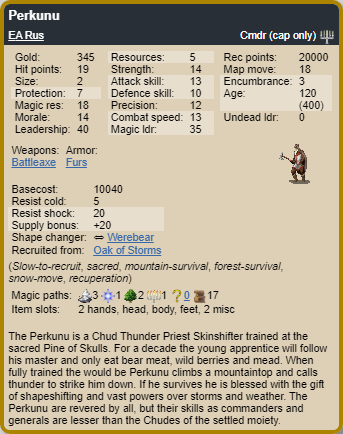 Perkunu
EA Rus Cmdr (cap only)
Gold: 345 Resources: 5 Rec points: 20000
Hit points: 19 Strength: 14 Map move: 18
Size: 2 Attack skill: 13 Encumbrance: 3
Protection: 7 Defence skill: 10 Age: 120
Magic res: 18 Precision: 12 (400)
Morale: 14 Combat speed: 13 Undead ldr: 0
Leadership: 40 Magic ldr: 35
Weapons: Armor:
Battleaxe Furs
Basecost: 10040
Resist cold: 5
Resist shock: 20
Supply bonus: +20
Shape changer: ⇔ Werebear
Recruited from: Oak of Storms
(Slow-to-recruit, sacred, mountain-survival, forest-survival,
snow-move, recuperation)
Magic paths: 3 1 2 1 ?0 17
Item slots: 2 hands, head, body, feet, 2 misc
The Perkunu is a Chud Thunder Priest Skinshifter trained at the
sacred Pine of Skulls. For a decade the young apprentice will follow
his master and only eat bear meat, wild berries and mead. When
fully trained the would be Perkunu climbs a mountaintop and calls
thunder to strike him down. If he survives he is blessed with the gift
of shapeshifting and vast powers over storms and weather. The
Perkunu are revered by all, but their skills as commanders and
generals are lesser than the Chudes of the settled moiety.